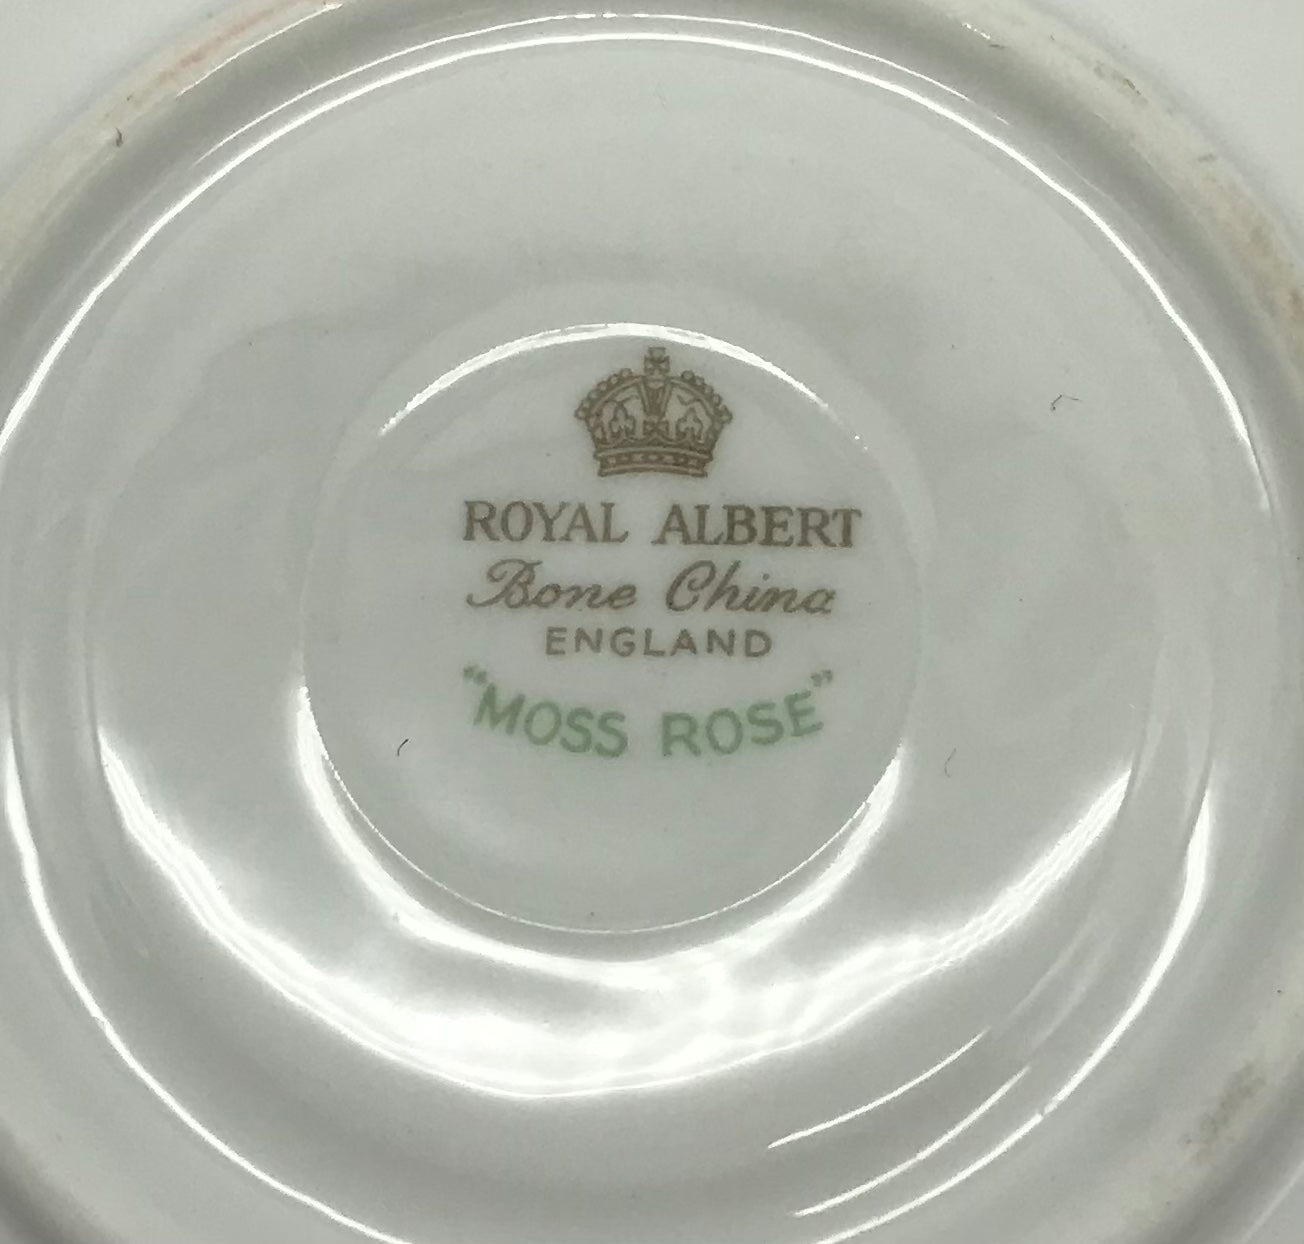 ROYAL ALBERT
Bone China
ENGLAND
"MOSS ROSE"